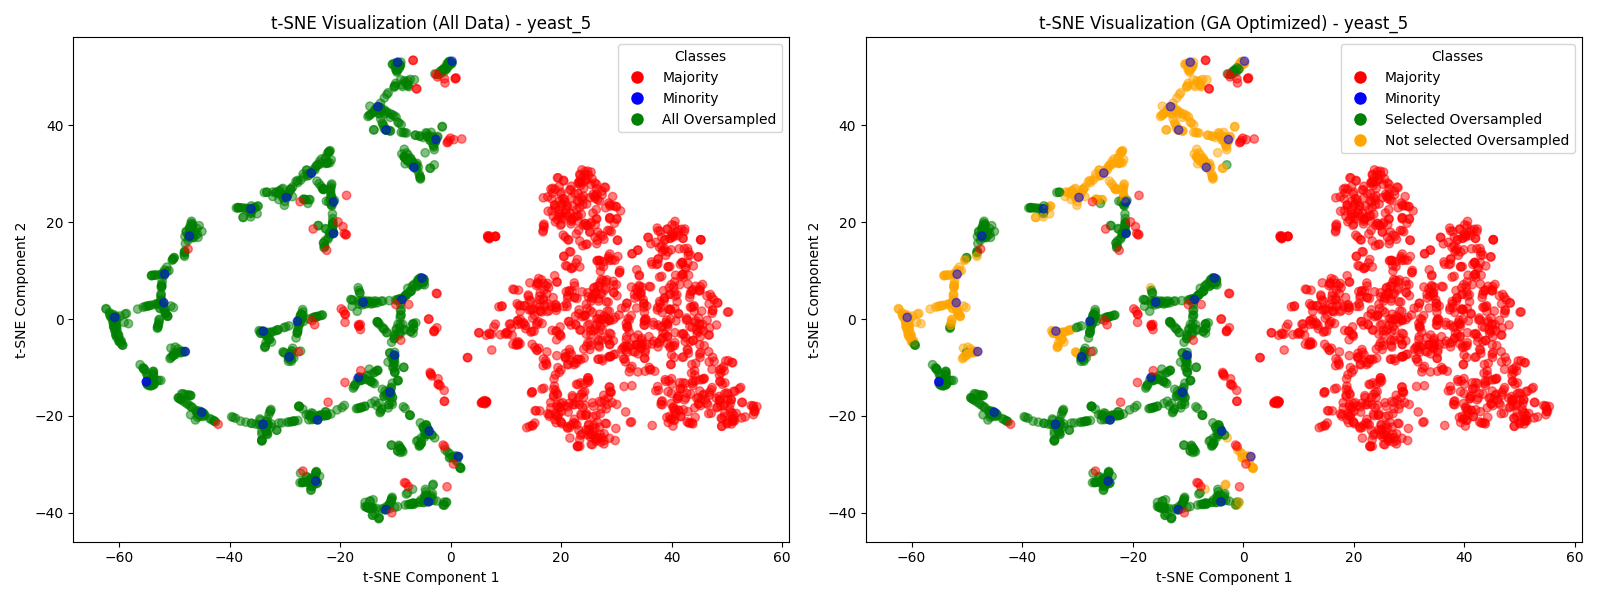 t-SNE Visualization (All Data) - yeast_5
Classes
Majority
Minority
All Oversampled
t-SNE Component 2
40
20
0
−20
−40
−60
−40
−20
0
20
40
60
t-SNE Component 1
t-SNE Visualization (GA Optimized) - yeast_5
Classes
Majority
Minority
Selected Oversampled
Not selected Oversampled
t-SNE Component 2
40
20
0
−20
−40
−60
−40
−20
0
20
40
60
t-SNE Component 1